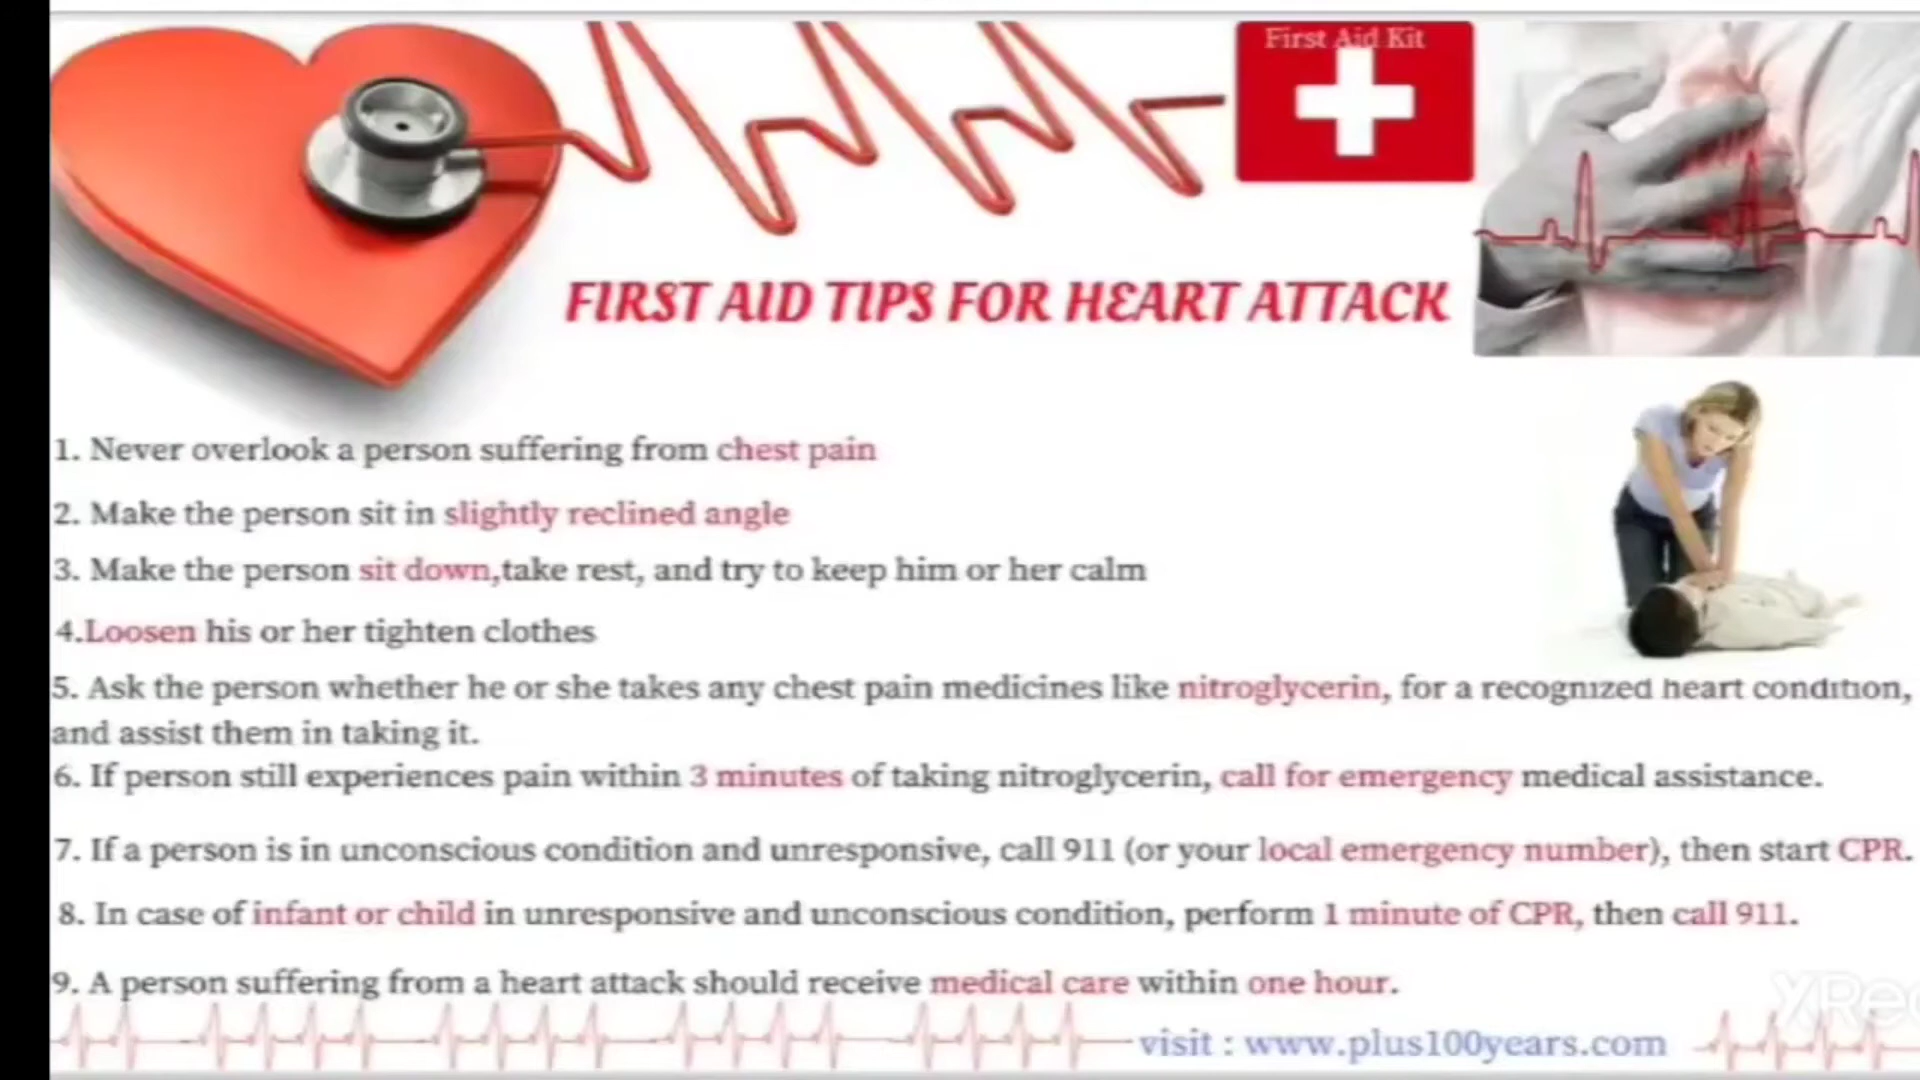 First Aid Kit
FIRST AID TIPS FOR HEART ATTACK
1. Never overlook a person suffering from chest pain
2. Make the person sit in slightly reclined angle
3. Make the person sit down,take rest, and try to keep him or her calm
4.Loosen his or her tighten clothes
5. Ask the person whether he or she takes any chest pain medicines like nitroglycerin, for a recognized heart condition,
and assist them in taking it.
6. If person still experiences pain within 3 minutes of taking nitroglycerin, call for emergency medical assistance.
7. If a person is in unconscious condition and unresponsive, call 911 (or your local emergency number), then start CPR.
8. In case of infant or child in unresponsive and unconscious condition, perform 1 minute of CPR, then call 911.
9. A person suffering from a heart attack should receive medical care within one hour.
visit : www.plus100years.com